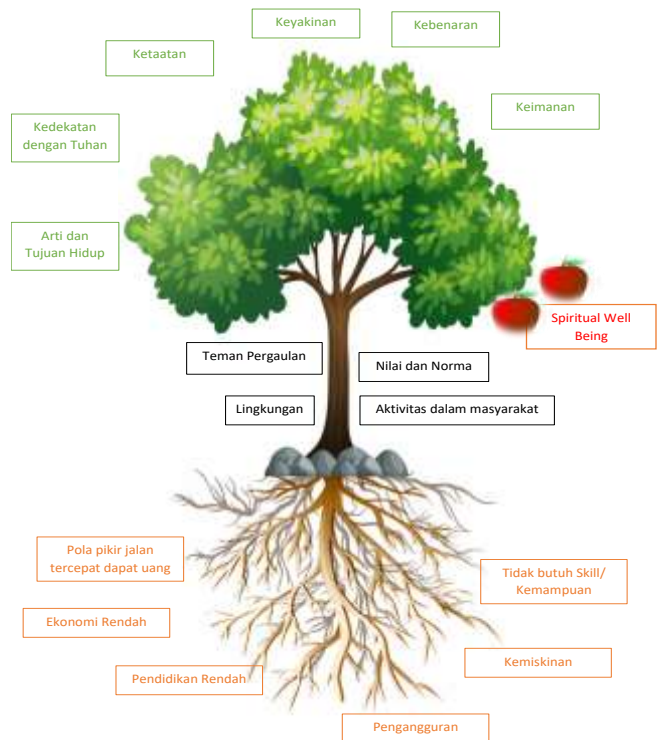 Keyakinan
Kebenaran
Ketaatan
Keimanan
Kedekatan
dengan Tuhan
Arti dan
Tujuan Hidup
Spiritual Well
Being
Teman Pergaulan
Nilai dan Norma
Lingkungan
Aktivitas dalam masyarakat
Pola pikir jalan
tercepat dapat uang
Tidak butuh Skill/
Kemampuan
Ekonomi Rendah
Kemiskinan
Pendidikan Rendah
Pengangguran